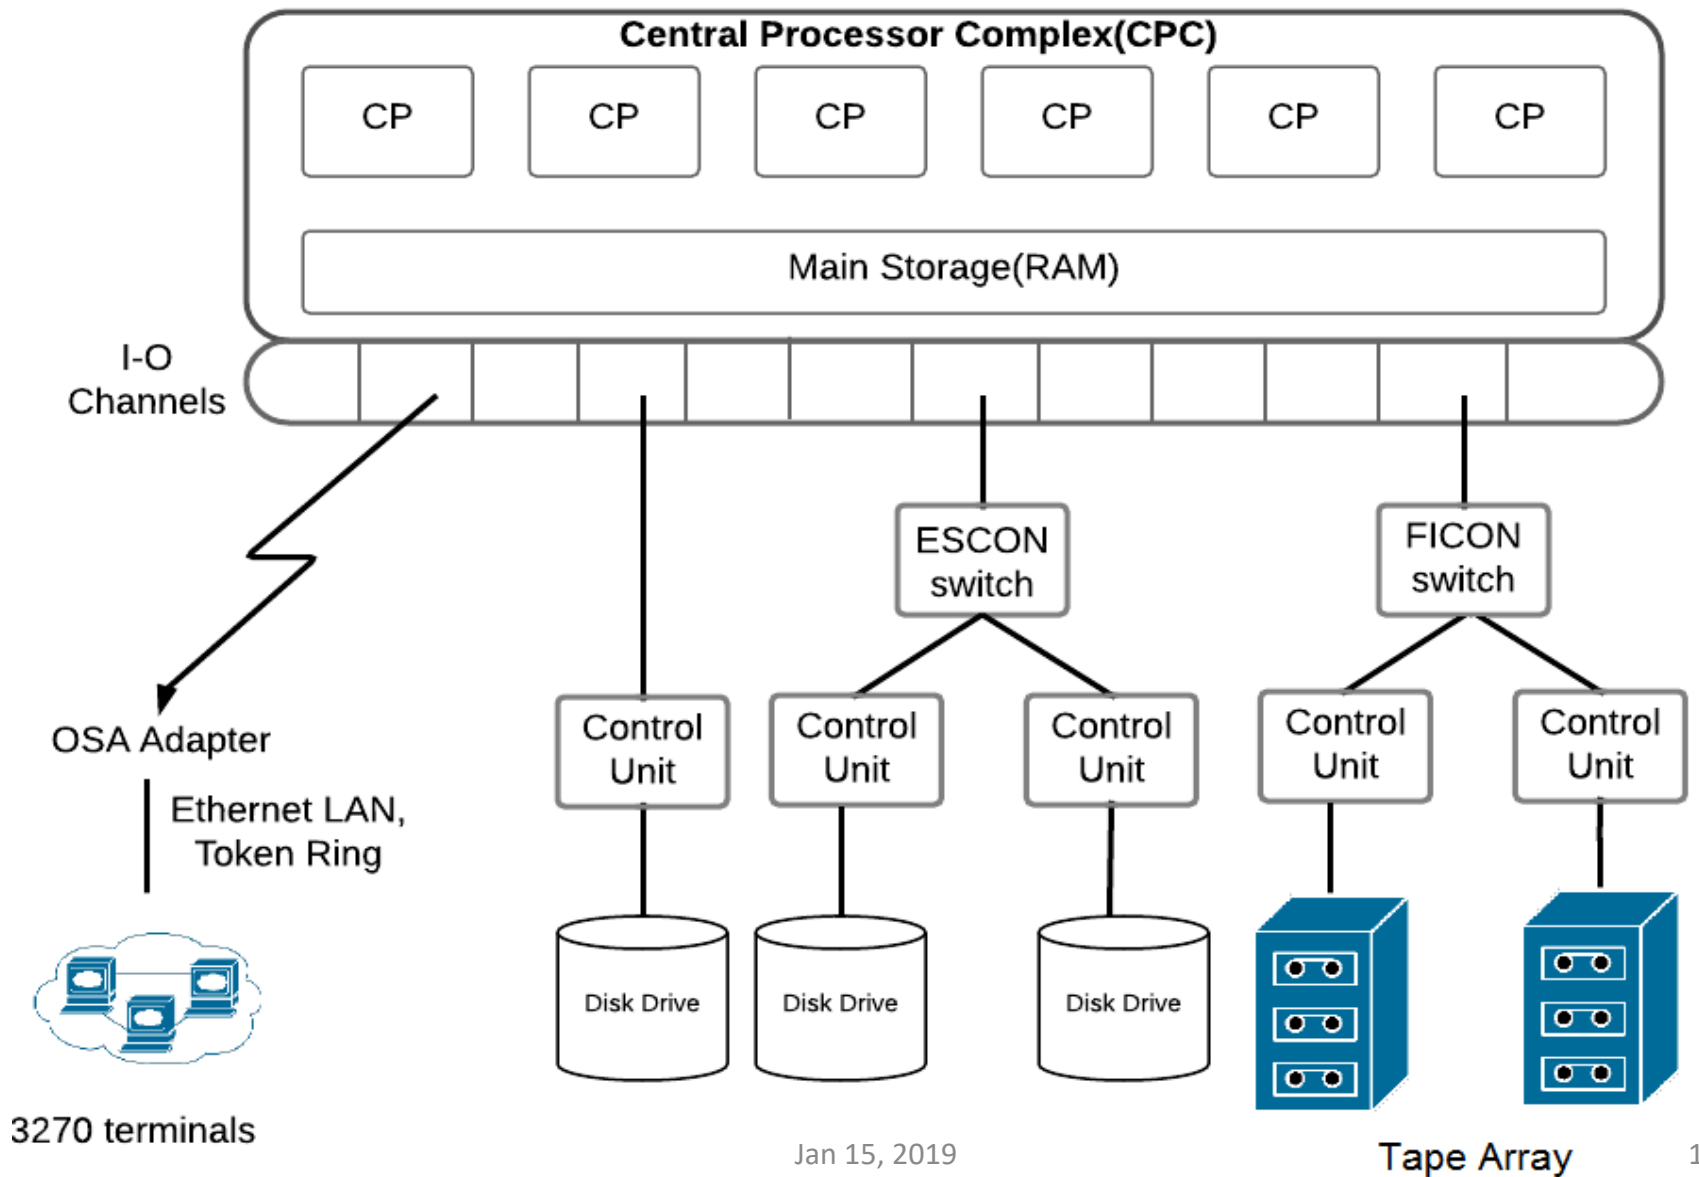 Central Processor Complex(CPC)
CP
CP
CP
CP
CP
CP
Main Storage(RAM)
I-O
Channels
ESCON
switch
FICON
switch
OSA Adapter
Ethernet LAN,
Token Ring
Control
Unit
Control
Unit
Control
Unit
Control
Unit
Control
Unit
Disk Drive
Disk Drive
Disk Drive
3270 terminals
Tape Array
Jan 15, 2019
1